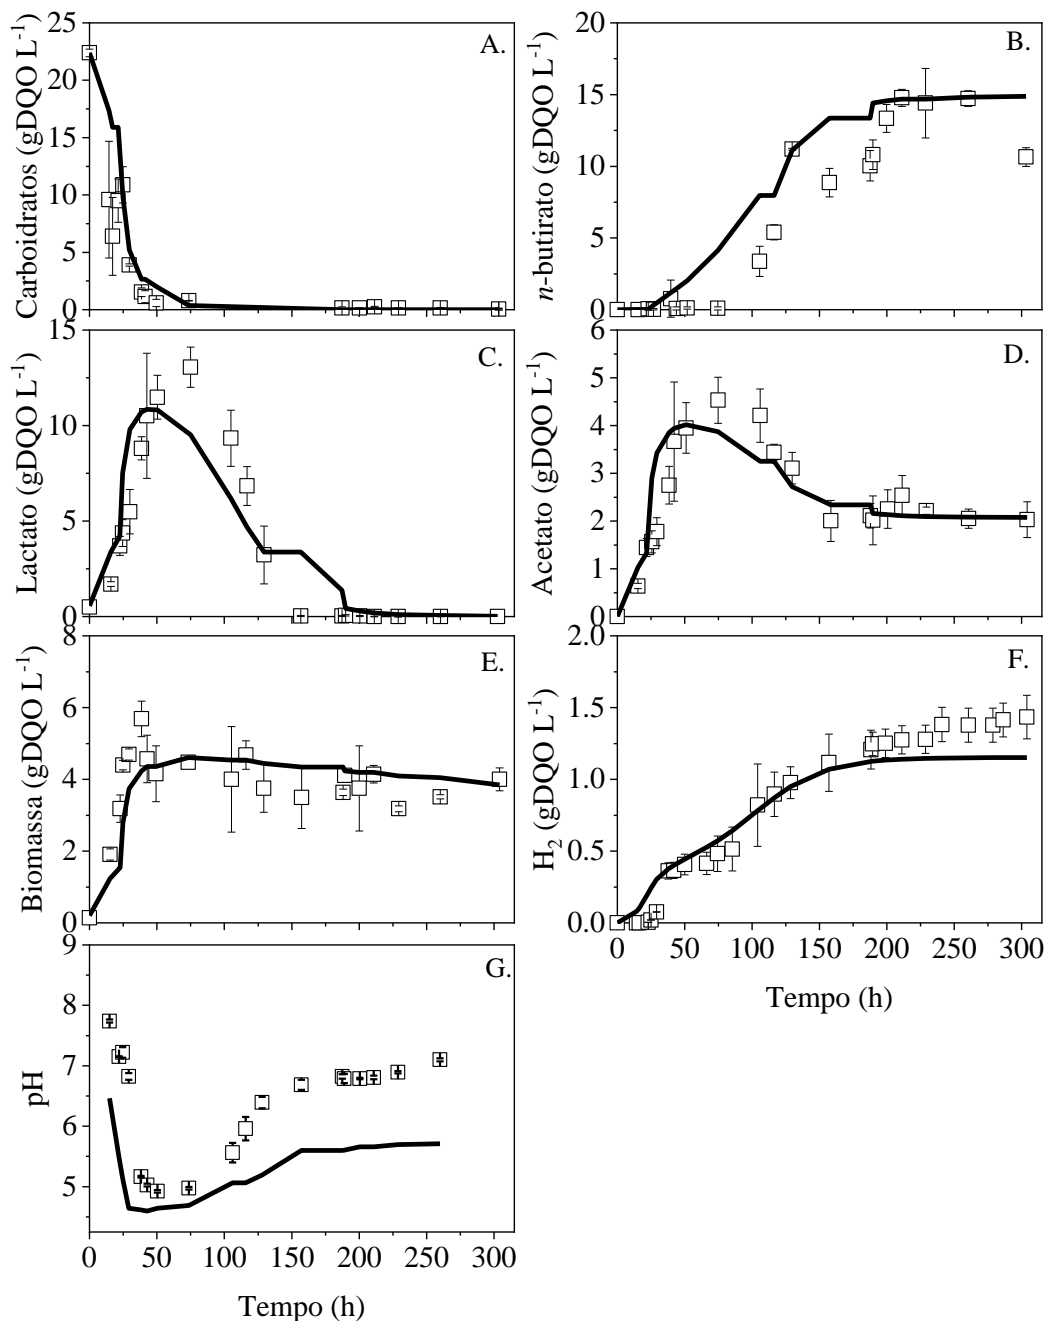 25
20
15
10
5
0
Carboidratos (gDQO L⁻¹)
A.
20
15
10
5
0
n-butirato (gDQO L⁻¹)
B.
15
10
5
0
Lactato (gDQO L⁻¹)
C.
6
5
4
3
2
1
0
Acetato (gDQO L⁻¹)
D.
8
6
4
2
0
Biomassa (gDQO L⁻¹)
E.
2.0
1.5
1.0
0.5
0.0
H₂ (gDQO L⁻¹)
F.
0 50 100 150 200 250 300
Tempo (h)
9
8
7
6
5
pH
G.
0 50 100 150 200 250 300
Tempo (h)